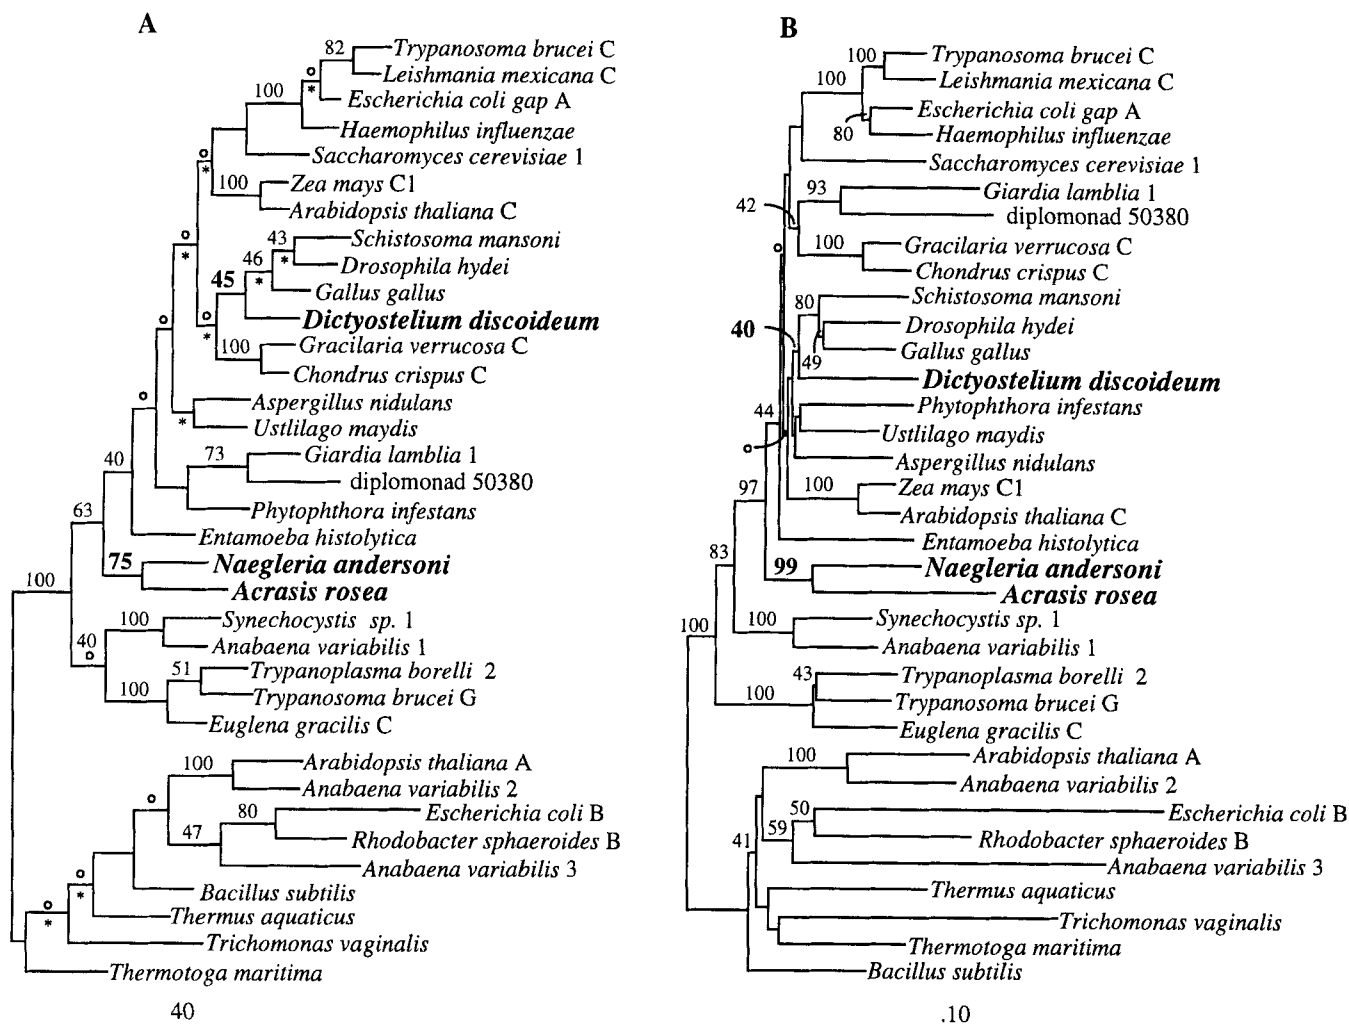 A
82
Trypanosoma brucei C
Leishmania mexicana C
100
*
Escherichia coli gap A
Haemophilus influenzae
*
Saccharomyces cerevisiae 1
100
Zea mays C1
Arabidopsis thaliana C
*
43
Schistosoma mansoni
46
*
Drosophila hydei
45
*
Gallus gallus
*
Dictyostelium discoideum
100
Gracilaria verrucosa C
Chondrus crispus C
Aspergillus nidulans
*
Ustlilago maydis
40
73
Giardia lamblia 1
diplomonad 50380
63
Phytophthora infestans
Entamoeba histolytica
75
Naegleria andersoni
100
Acrasis rosea
100
Synechocystis sp. 1
40
Anabaena variabilis 1
51
Trypanoplasma borelli 2
100
Trypanosoma brucei G
Euglena gracilis C
100
Arabidopsis thaliana A
Anabaena variabilis 2
80
Escherichia coli B
47
Rhodobacter sphaeroides B
Anabaena variabilis 3
*
Bacillus subtilis
*
Thermus aquaticus
Trichomonas vaginalis
Thermotoga maritima
40
B
100
Trypanosoma brucei C
100
Leishmania mexicana C
Escherichia coli gap A
80
Haemophilus influenzae
Saccharomyces cerevisiae 1
93
Giardia lamblia 1
42
diplomonad 50380
100
Gracilaria verrucosa C
Chondrus crispus C
80
Schistosoma mansoni
40
Drosophila hydei
49
Gallus gallus
Dictyostelium discoideum
44
Phytophthora infestans
Ustlilago maydis
Aspergillus nidulans
97
100
Zea mays C1
Arabidopsis thaliana C
Entamoeba histolytica
83
99
Naegleria andersoni
Acrasis rosea
100
100
Synechocystis sp. 1
Anabaena variabilis 1
43
Trypanoplasma borelli 2
100
Trypanosoma brucei G
Euglena gracilis C
100
Arabidopsis thaliana A
Anabaena variabilis 2
50
Escherichia coli B
41
59
Rhodobacter sphaeroides B
Anabaena variabilis 3
Thermus aquaticus
Trichomonas vaginalis
Thermotoga maritima
Bacillus subtilis
.10